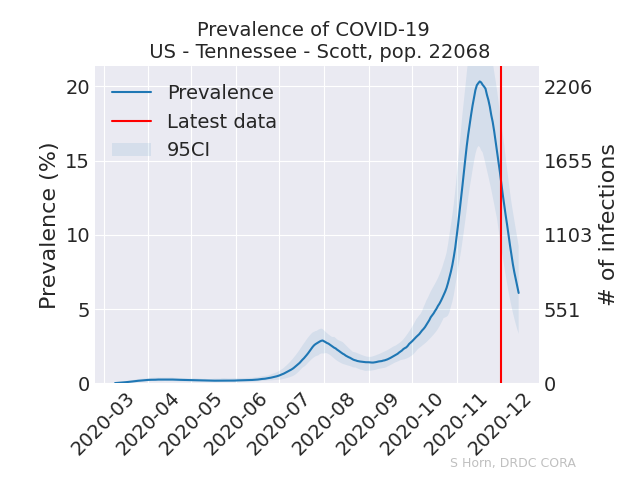 Prevalence of COVID-19
US - Tennessee - Scott, pop. 22068
Prevalence
Latest data
95CI
Prevalence (%)
20
15
10
5
0
2206
1655
1103
551
0
# of infections
2020-03
2020-04
2020-05
2020-06
2020-07
2020-08
2020-09
2020-10
2020-11
2020-12
S Horn, DRDC CORA